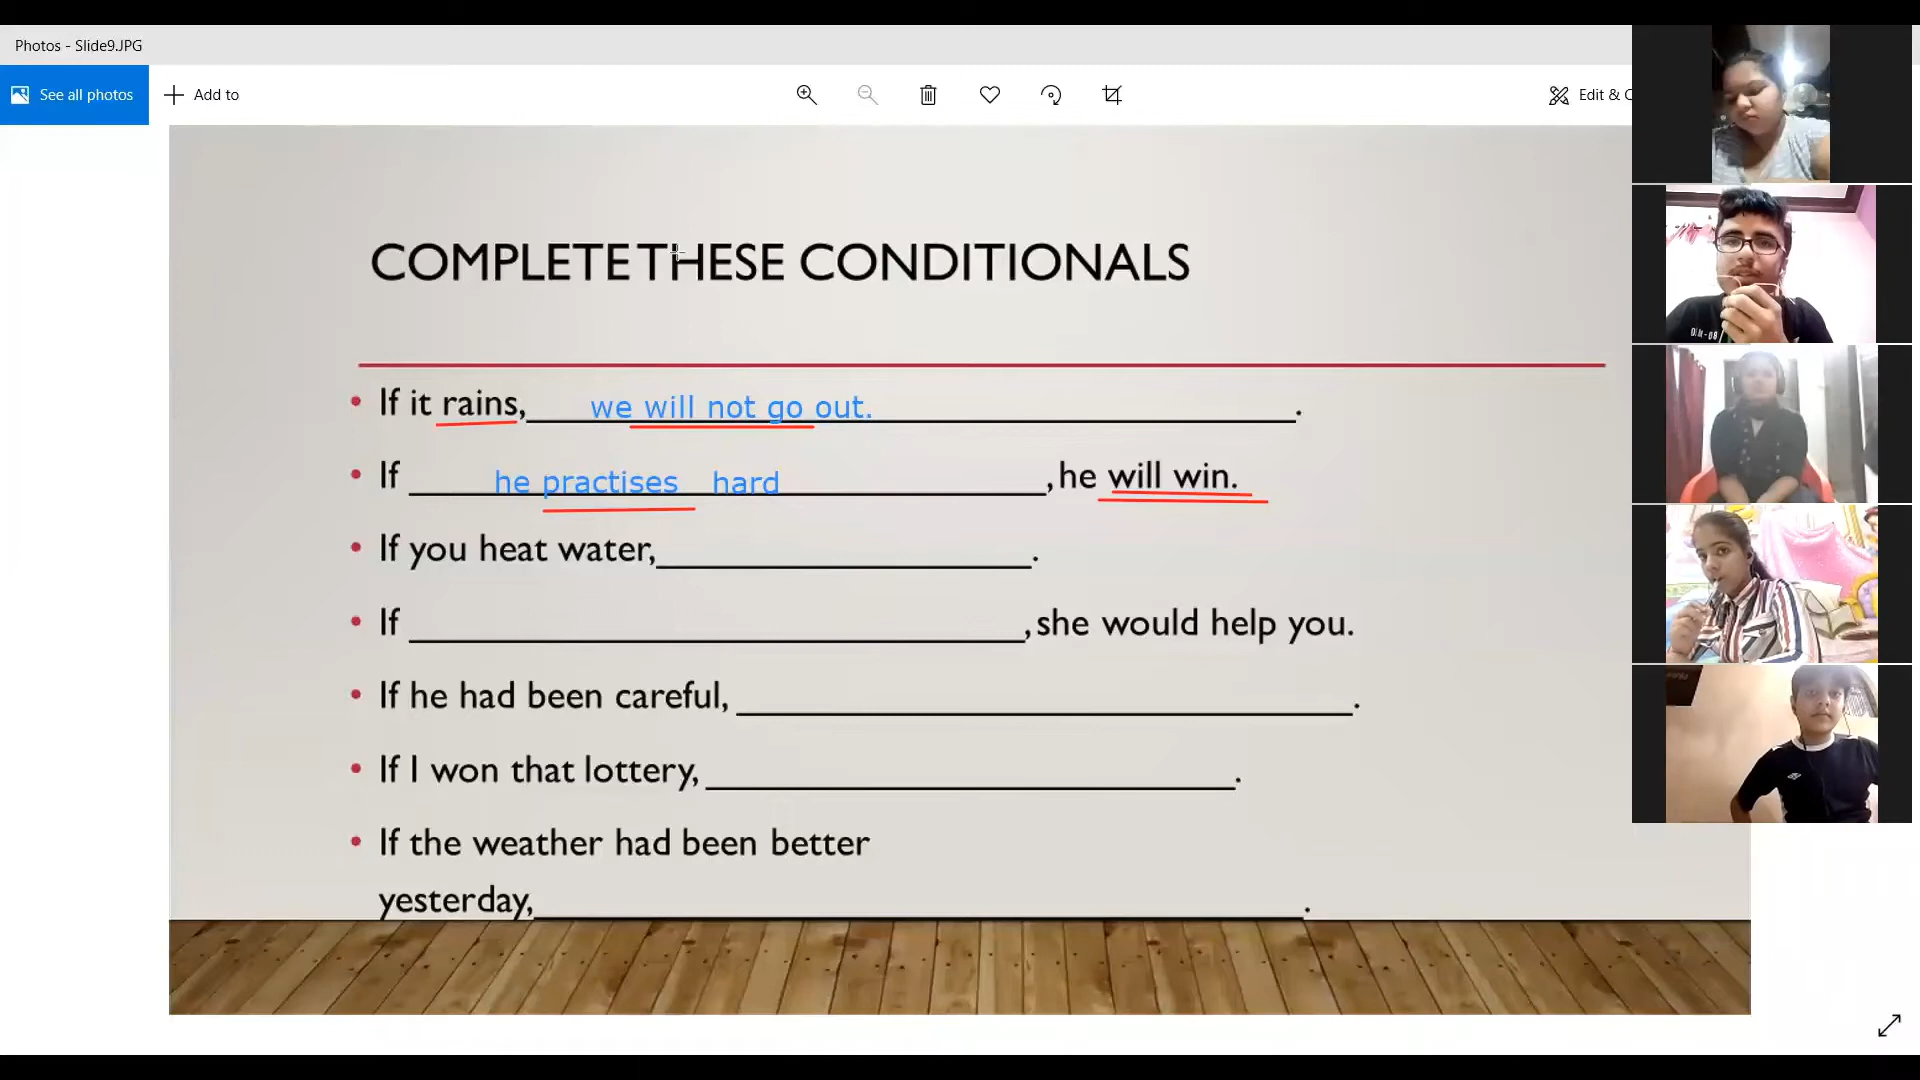 Photos - Slide9.JPG
See all photos
Add to
Edit & C
COMPLETE THESE CONDITIONALS
• If it rains, we will not go out. .
• If he practises hard , he will win.
• If you heat water, .
• If , she would help you.
• If he had been careful, .
• If I won that lottery, .
• If the weather had been better
yesterday, .